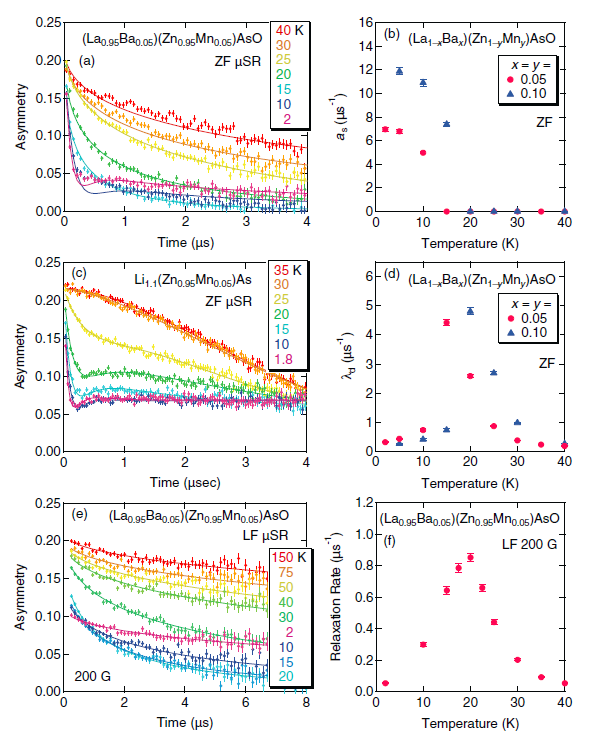 0.25
0.20
0.15
0.10
0.05
0.00
Asymmetry
(La0.95Ba0.05)(Zn0.95Mn0.05)AsO
(a)
ZF μSR
40 K
30
25
20
15
10
2
0 1 2 3 4
Time (μs)
16
14
12
10
8
6
4
2
0
as (μs-1)
(b) (La1-xBax)(Zn1-yMny)AsO
x = y =
0.05
0.10
ZF
0 10 20 30 40
Temperature (K)
0.25
0.20
0.15
0.10
0.05
0.00
Asymmetry
(c) Li1.1(Zn0.95Mn0.05)As
ZF μSR
35 K
30
25
20
15
10
1.8
0 1 2 3 4
Time (μsec)
6
5
4
3
2
1
0
λd (μs-1)
(d) (La1-xBax)(Zn1-yMny)AsO
x = y =
0.05
0.10
ZF
0 10 20 30 40
Temperature (K)
0.25
0.20
0.15
0.10
0.05
0.00
Asymmetry
(e) (La0.95Ba0.05)(Zn0.95Mn0.05)AsO
LF μSR
150 K
75
50
40
30
2
10
15
20
200 G
0 2 4 6 8
Time (μs)
1.2
1.0
0.8
0.6
0.4
0.2
0.0
Relaxation Rate (μs-1)
(La0.95Ba0.05)(Zn0.95Mn0.05)AsO
(f)
LF 200 G
0 10 20 30 40
Temperature (K)